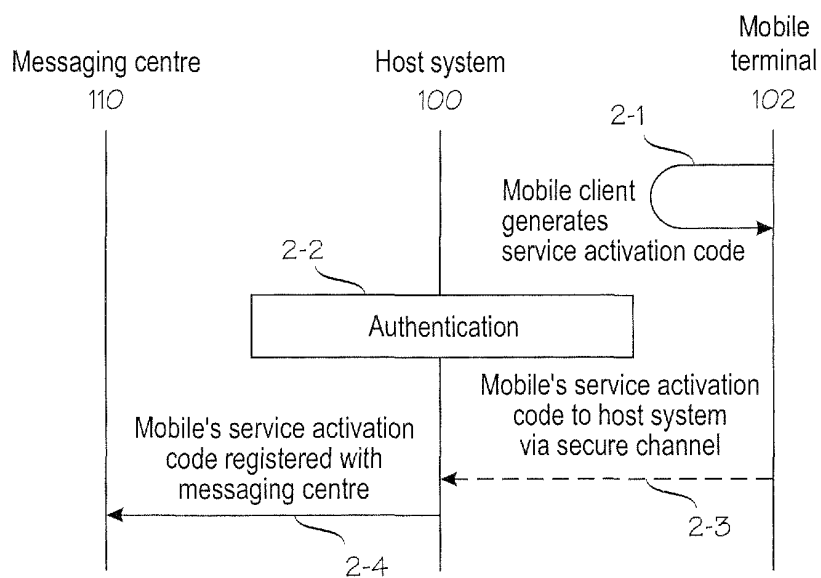 Messaging centre
110
Host system
100
Mobile
terminal
102
2-1
Mobile client
generates
service activation code
2-2
Authentication
Mobile's service activation
code to host system
via secure channel
2-3
Mobile's service activation
code registered with
messaging centre
2-4